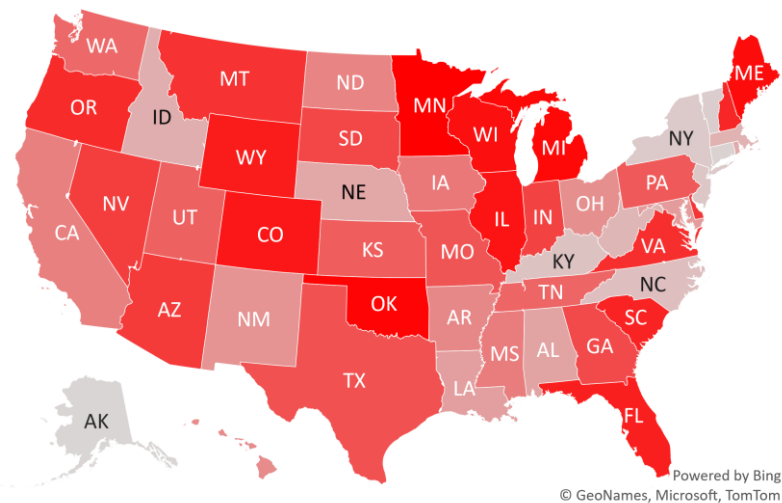 WA
MT
ND
MN
ME
OR
ID
SD
WI
MI
NY
WY
NE
IA
PA
NV
UT
CO
IL
IN
OH
CA
KS
MO
KY
VA
AZ
NM
OK
AR
TN
NC
SC
TX
LA
MS
AL
GA
AK
FL
Powered by Bing
© GeoNames, Microsoft, TomTom